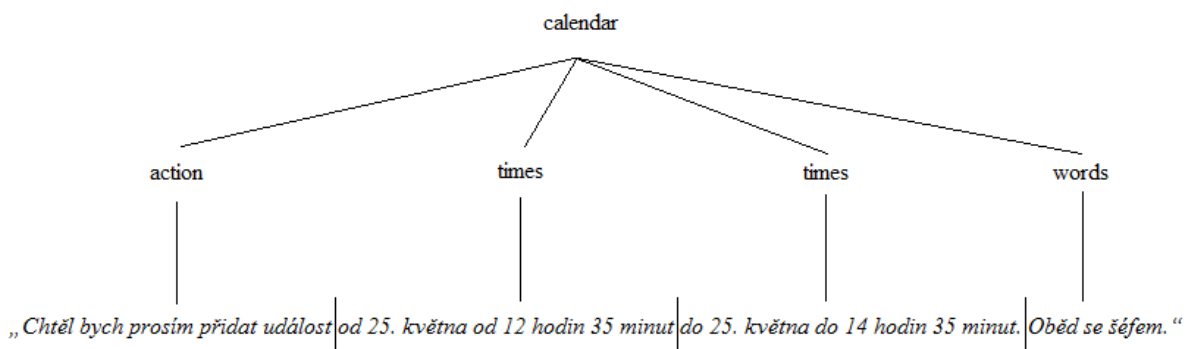 calendar
action times times words
„Chtěl bych prosím přidat událost od 25. května od 12 hodin 35 minut do 25. května do 14 hodin 35 minut. Oběd se šéfem.“